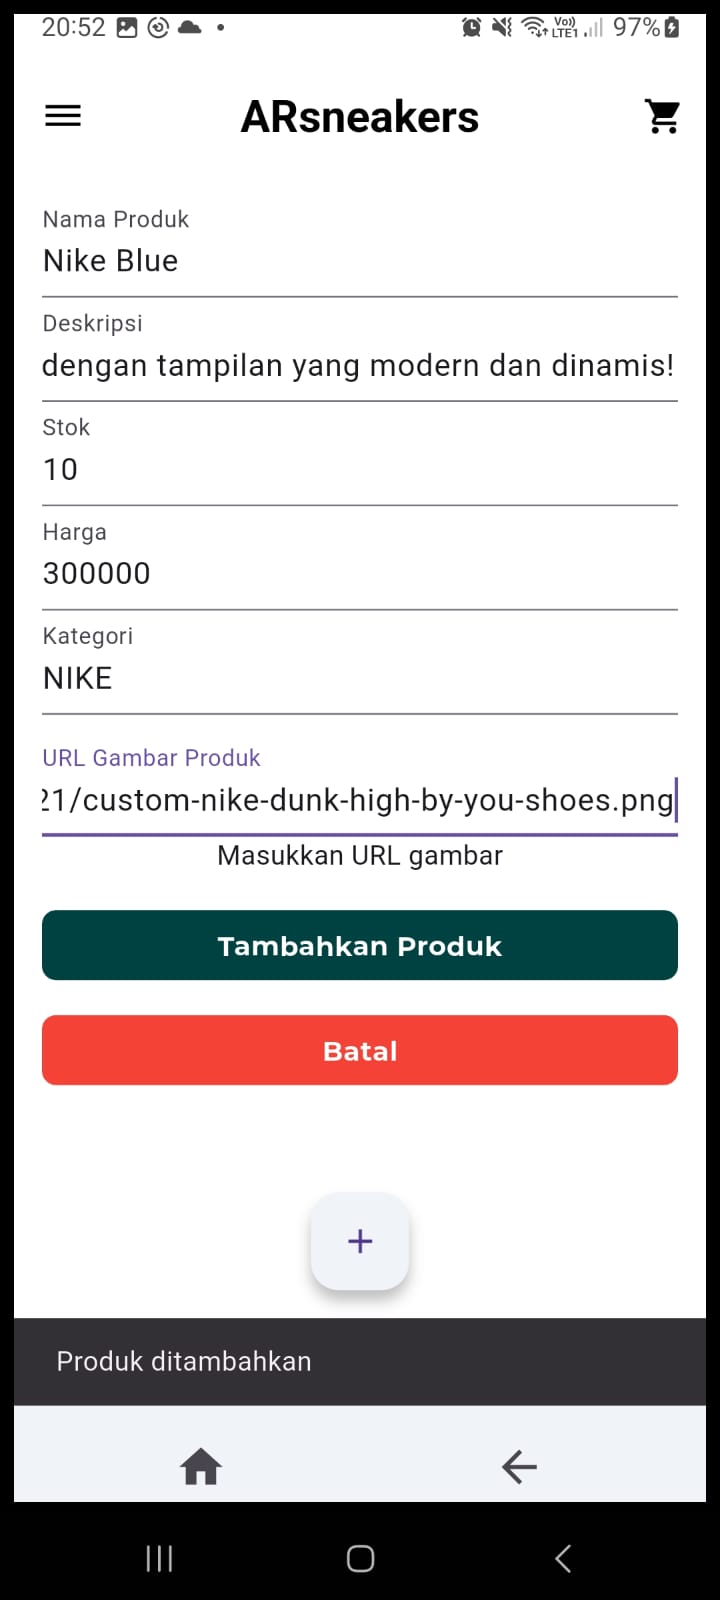 20:52
Vo))
LTE1
97%
ARsneakers
Nama Produk
Nike Blue
Deskripsi
dengan tampilan yang modern dan dinamis!
Stok
10
Harga
300000
Kategori
NIKE
URL Gambar Produk
21/custom-nike-dunk-high-by-you-shoes.png
Masukkan URL gambar
Tambahkan Produk
Batal
+
Produk ditambahkan